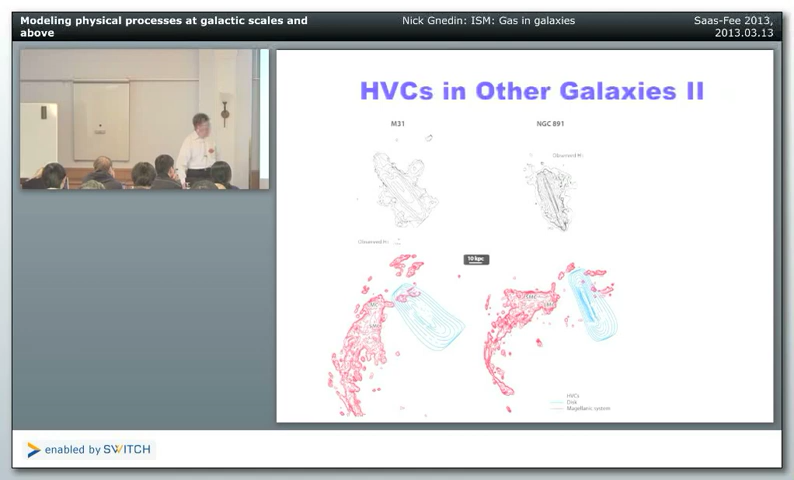 Modeling physical processes at galactic scales and
above
Nick Gnedin: ISM: Gas in galaxies
Saas-Fee 2013,
2013.03.13
HVCs in Other Galaxies II
M31
NGC 891
Observed H
Observed H
10 kpc
HVCs
Disk
Magellanic system
enabled by SWITCH